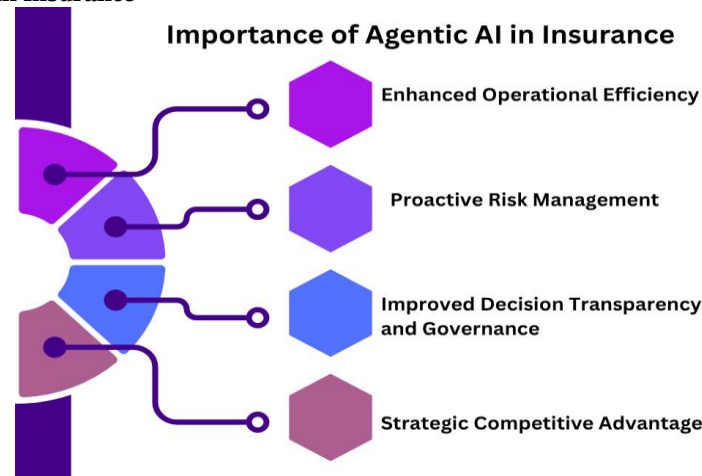 Importance of Agentic AI in Insurance
Enhanced Operational Efficiency
Proactive Risk Management
Improved Decision Transparency
and Governance
Strategic Competitive Advantage